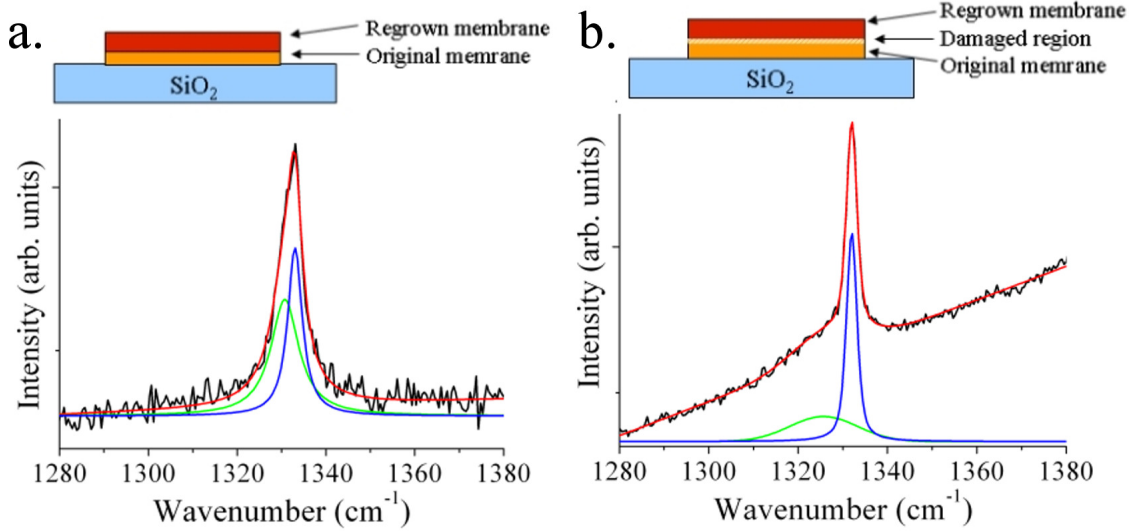 a.
Regrown membrane
Original memrane
SiO₂
Intensity (arb. units)
1280 1300 1320 1340 1360 1380
Wavenumber (cm⁻¹)
b.
Regrown membrane
Damaged region
Original memrane
SiO₂
Intensity (arb. units)
1280 1300 1320 1340 1360 1380
Wavenumber (cm⁻¹)